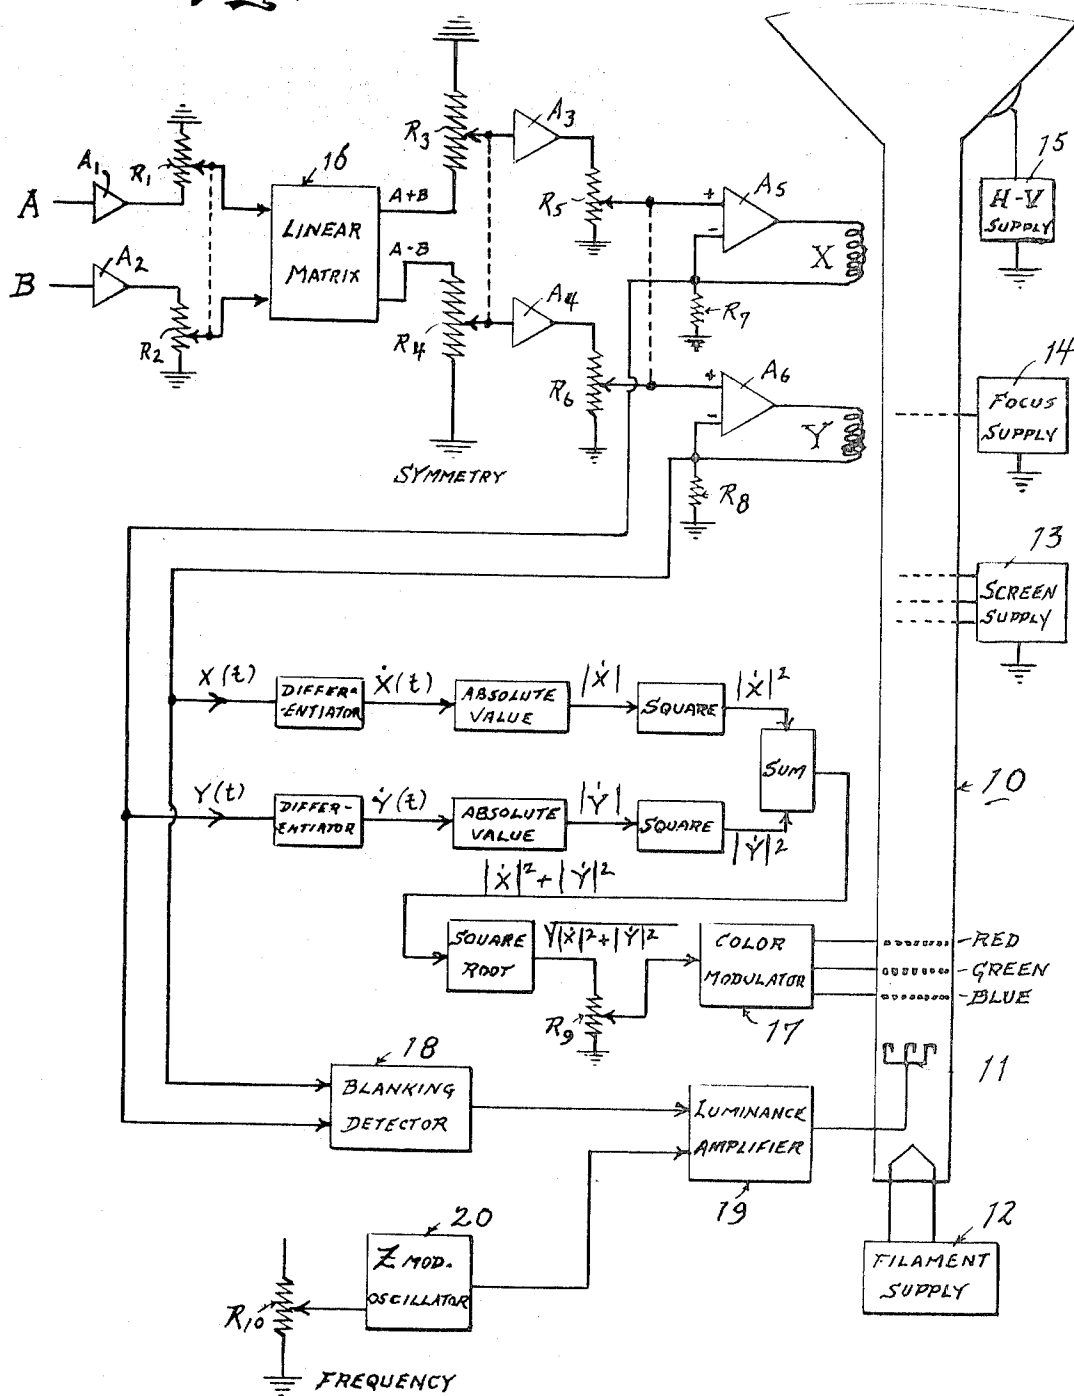 A
A1
R1
B
A2
R2
16
LINEAR
MATRIX
A+B
A-B
R3
R4
SYMMETRY
A3
R5
A4
R6
+
A5
-
X
R7
+
A6
-
Y
R8
15
H-V
SUPPLY
14
FOCUS
SUPPLY
13
SCREEN
SUPPLY
10
X(t)
DIFFER-
-ENTIATOR
Ẋ(t)
ABSOLUTE
VALUE
|Ẋ|
SQUARE
|Ẋ|²
SUM
Y(t)
DIFFER-
-ENTIATOR
Ẏ(t)
ABSOLUTE
VALUE
|Ẏ|
SQUARE
|Ẏ|²
|Ẋ|²+|Ẏ|²
SQUARE
ROOT
√|Ẋ|²+|Ẏ|²
R9
COLOR
MODULATOR
17
RED
GREEN
BLUE
11
18
BLANKING
DETECTOR
LUMINANCE
AMPLIFIER
19
20
Z MOD.
OSCILLATOR
R10
FREQUENCY
12
FILAMENT
SUPPLY